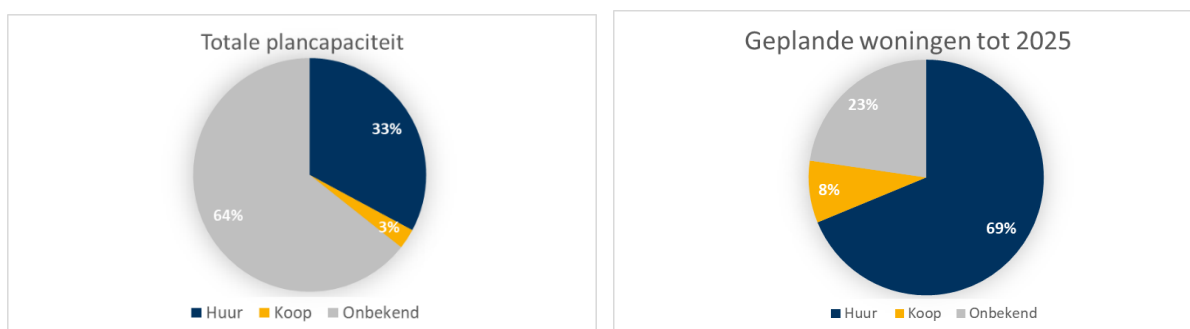 Totale plancapaciteit
33%
3%
64%
Huur Koop Onbekend
Geplande woningen tot 2025
23%
8%
69%
Huur Koop Onbekend